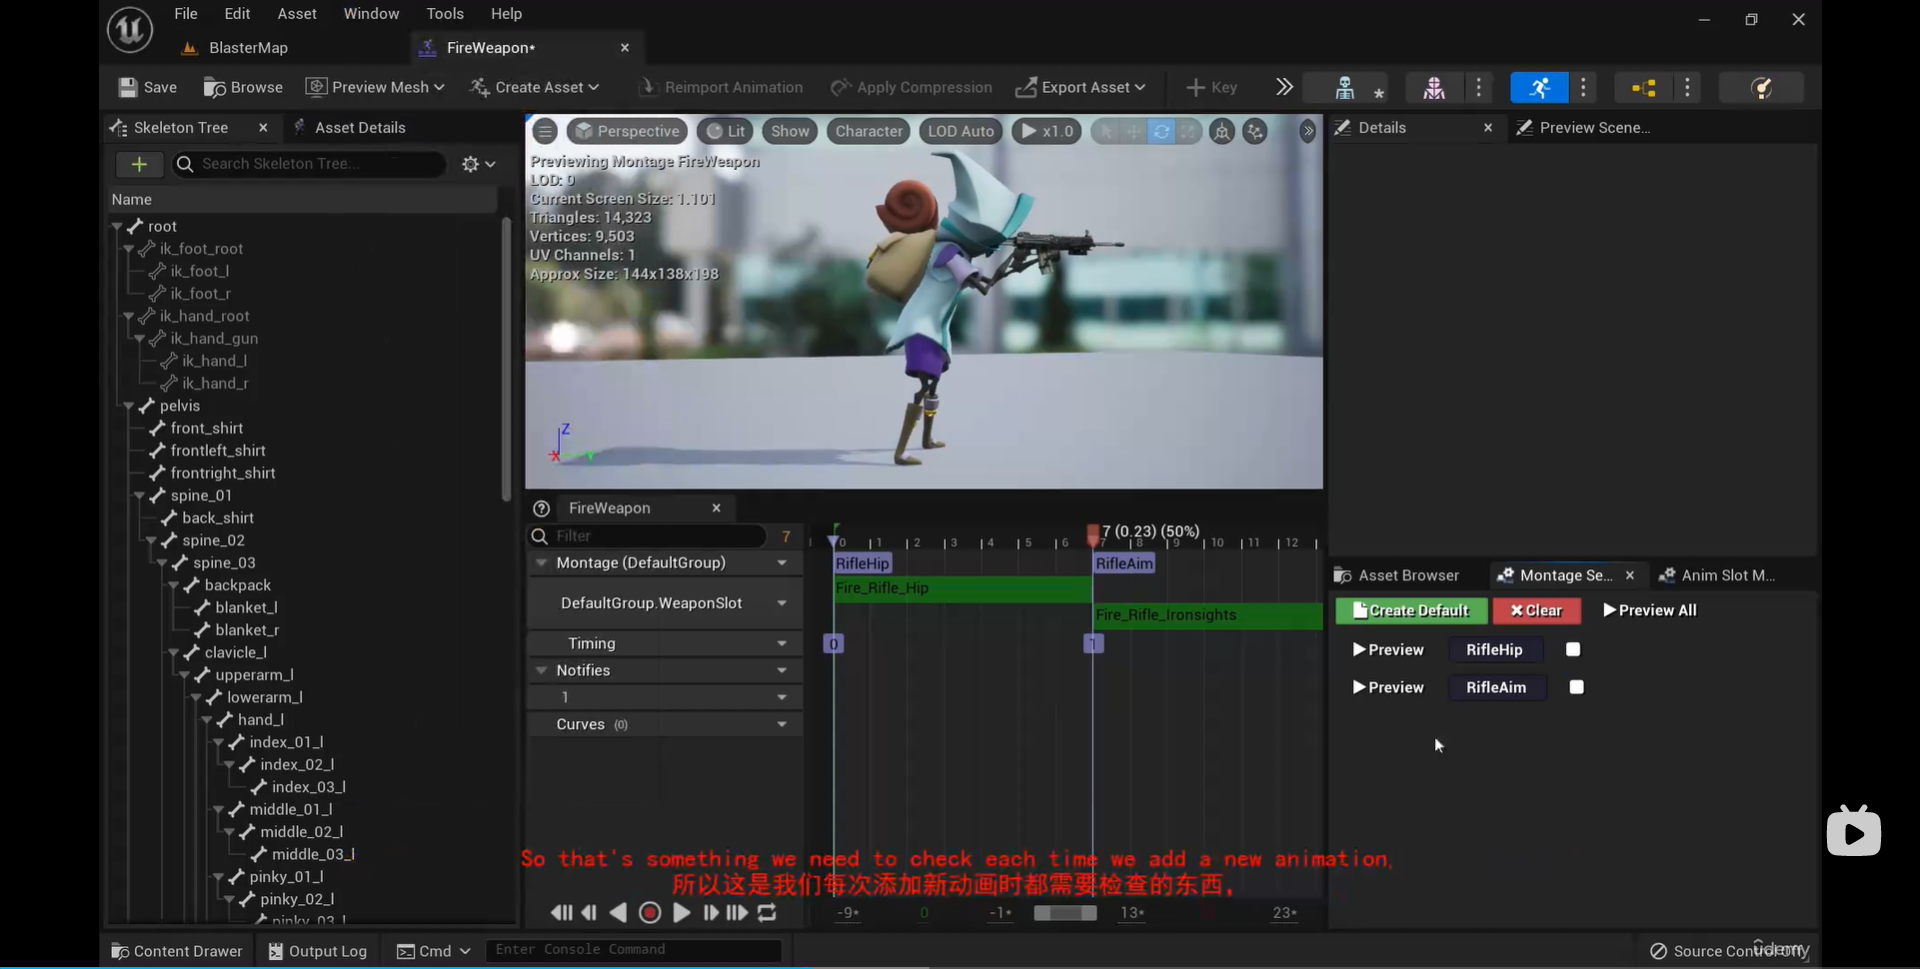 File Edit Asset Window Tools Help
BlasterMap FireWeapon*
Save Browse Preview Mesh Create Asset Reimport Animation Apply Compression Export Asset Key
Skeleton Tree Asset Details
Search Skeleton Tree...
Name
root
ik_foot_root
ik_foot_l
ik_foot_r
ik_hand_root
ik_hand_gun
ik_hand_l
ik_hand_r
pelvis
front_shirt
frontleft_shirt
frontright_shirt
spine_01
back_shirt
spine_02
spine_03
backpack
blanket_l
blanket_r
clavicle_l
upperarm_l
lowerarm_l
hand_l
index_01_l
index_02_l
index_03_l
middle_01_l
middle_02_l
middle_03_l
pinky_01_l
pinky_02_l
pinky_03_l
Perspective Lit Show Character LOD Auto x1.0
Previewing Montage FireWeapon
LOD: 0
Current Screen Size: 1.101
Triangles: 14,323
Vertices: 9,503
UV Channels: 1
Approx Size: 144x138x198
Z
X Y
FireWeapon
Filter 7
7 (0.23) (50%)
0 1 2 3 4 5 6 7 8 9 10 11 12
Montage (DefaultGroup) RifleHip RifleAim
Fire_Rifle_Hip
DefaultGroup.WeaponSlot
Fire_Rifle_Ironsights
Timing 0 1
Notifies
1
Curves (0)
So that's something we need to check each time we add a new animation,
所以这是我们每次添加新动画时都需要检查的东西，
-9* 0 -1* 13* 23*
Details Preview Scene...
Asset Browser Montage Se... Anim Slot M...
Create Default Clear Preview All
Preview RifleHip
Preview RifleAim
Content Drawer Output Log Cmd Enter Console Command
Source Control Off
ûdemy